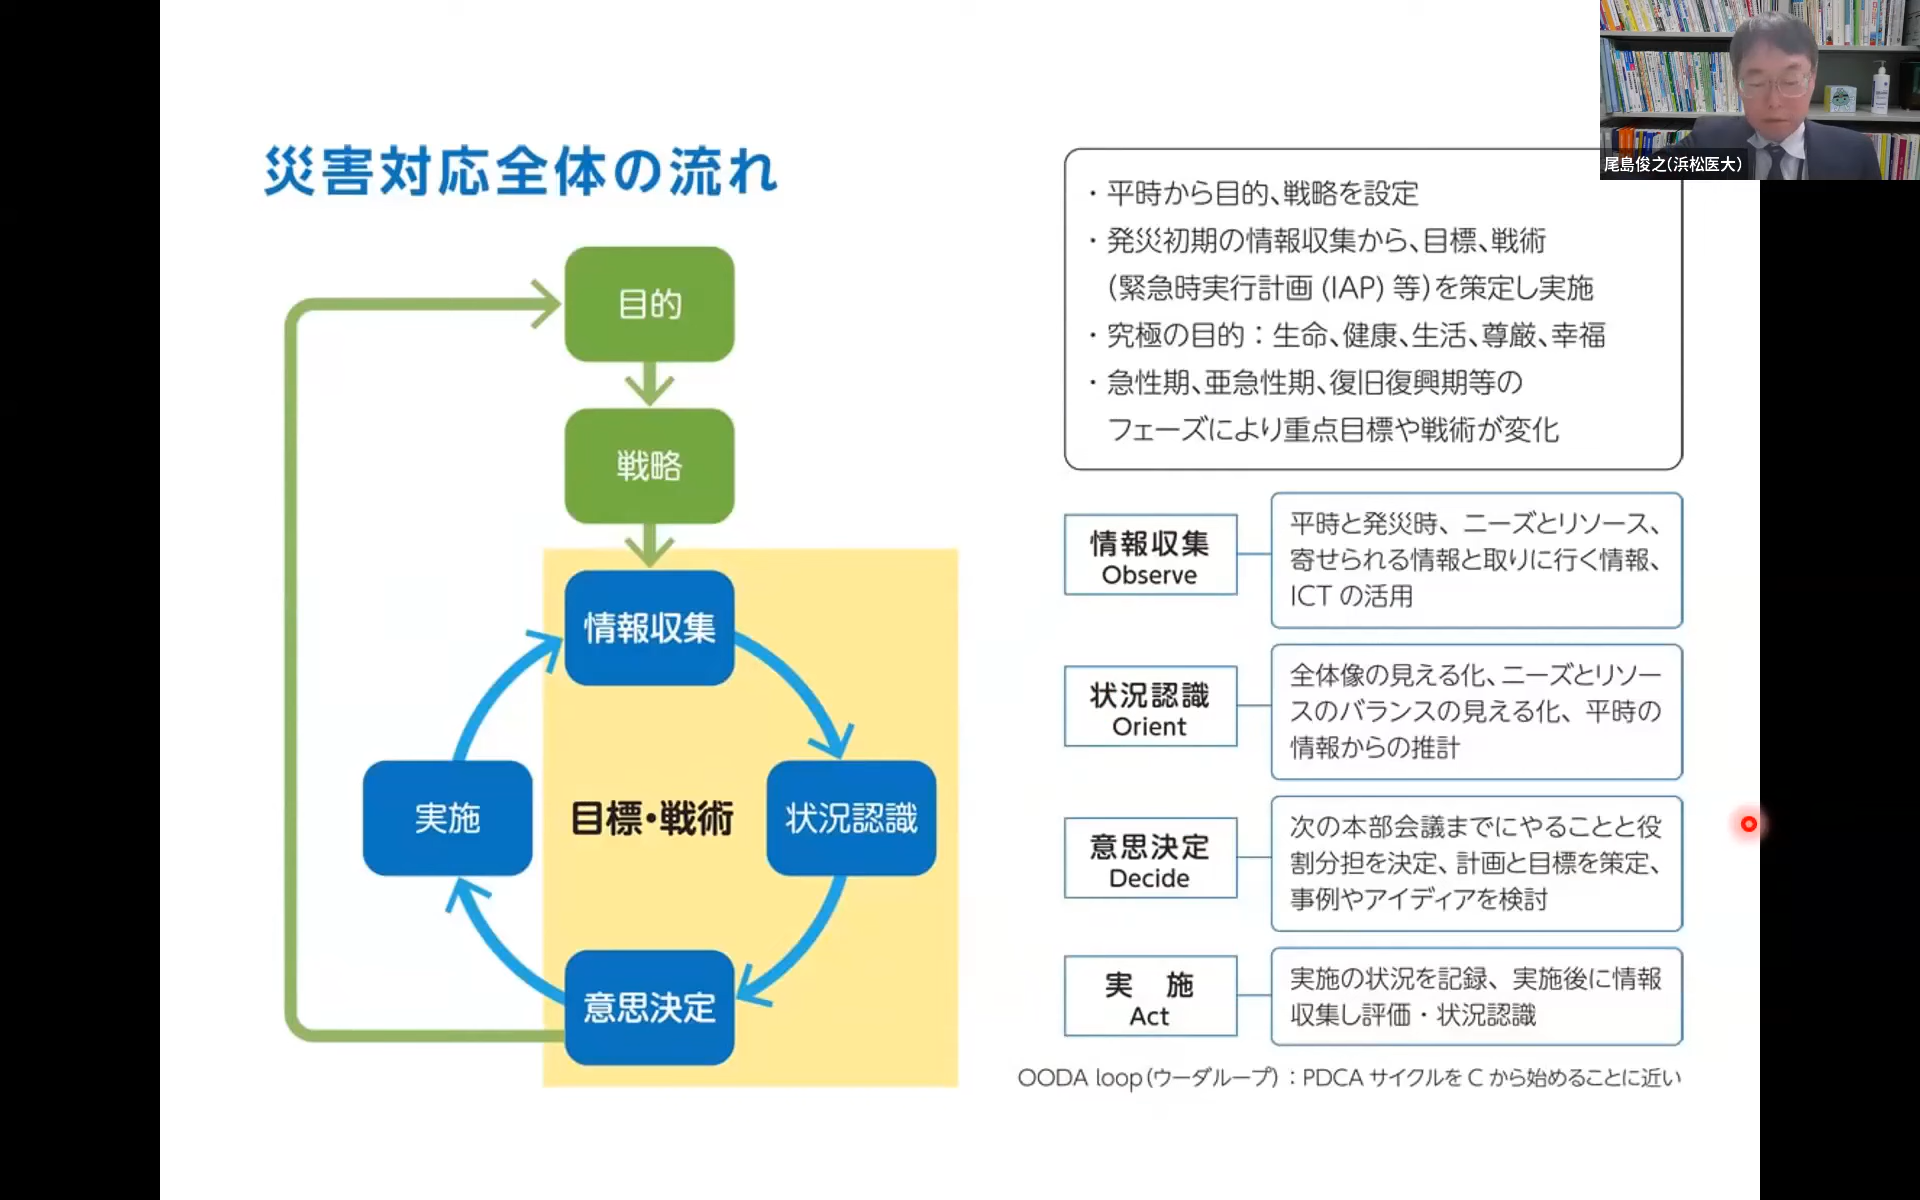 尾島俊之(浜松医大)
災害対応全体の流れ
目的
戦略
情報収集
状況認識
意思決定
実施
目標・戦術
・平時から目的、戦略を設定
・発災初期の情報収集から、目標、戦術
（緊急時実行計画 (IAP) 等）を策定し実施
・究極の目的：生命、健康、生活、尊厳、幸福
・急性期、亜急性期、復旧復興期等の
フェーズにより重点目標や戦術が変化
情報収集
Observe
平時と発災時、ニーズとリソース、
寄せられる情報と取りに行く情報、
ICT の活用
状況認識
Orient
全体像の見える化、ニーズとリソー
スのバランスの見える化、平時の
情報からの推計
意思決定
Decide
次の本部会議までにやることと役
割分担を決定、計画と目標を策定、
事例やアイディアを検討
実　施
Act
実施の状況を記録、実施後に情報
収集し評価・状況認識
OODA loop（ウーダループ）：PDCA サイクルを C から始めることに近い